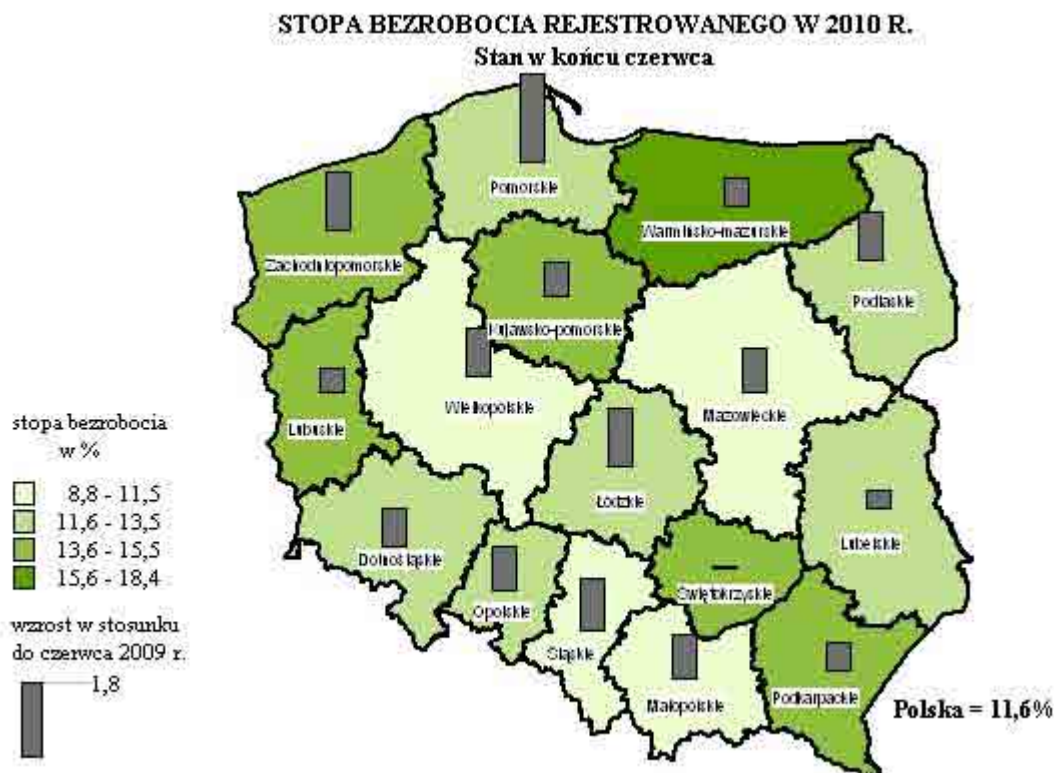 STOPA BEZROBOCIA REJESTROWANEGO W 2010 R.
Stan w końcu czerwca
Pomorskie
Warmińsko-mazurskie
Zachodniopomorskie
Podlaskie
Kujawsko-pomorskie
Wielkopolskie
Mazowieckie
Lubuskie
Łódzkie
Lubelskie
Dolnośląskie
Opolskie
Świętokrzyskie
Śląskie
Małopolskie
Podkarpackie
stopa bezrobocia
w %
8,8 - 11,5
11,6 - 13,5
13,6 - 15,5
15,6 - 18,4
wzrost w stosunku
do czerwca 2009 r.
1,8
Polska = 11,6%